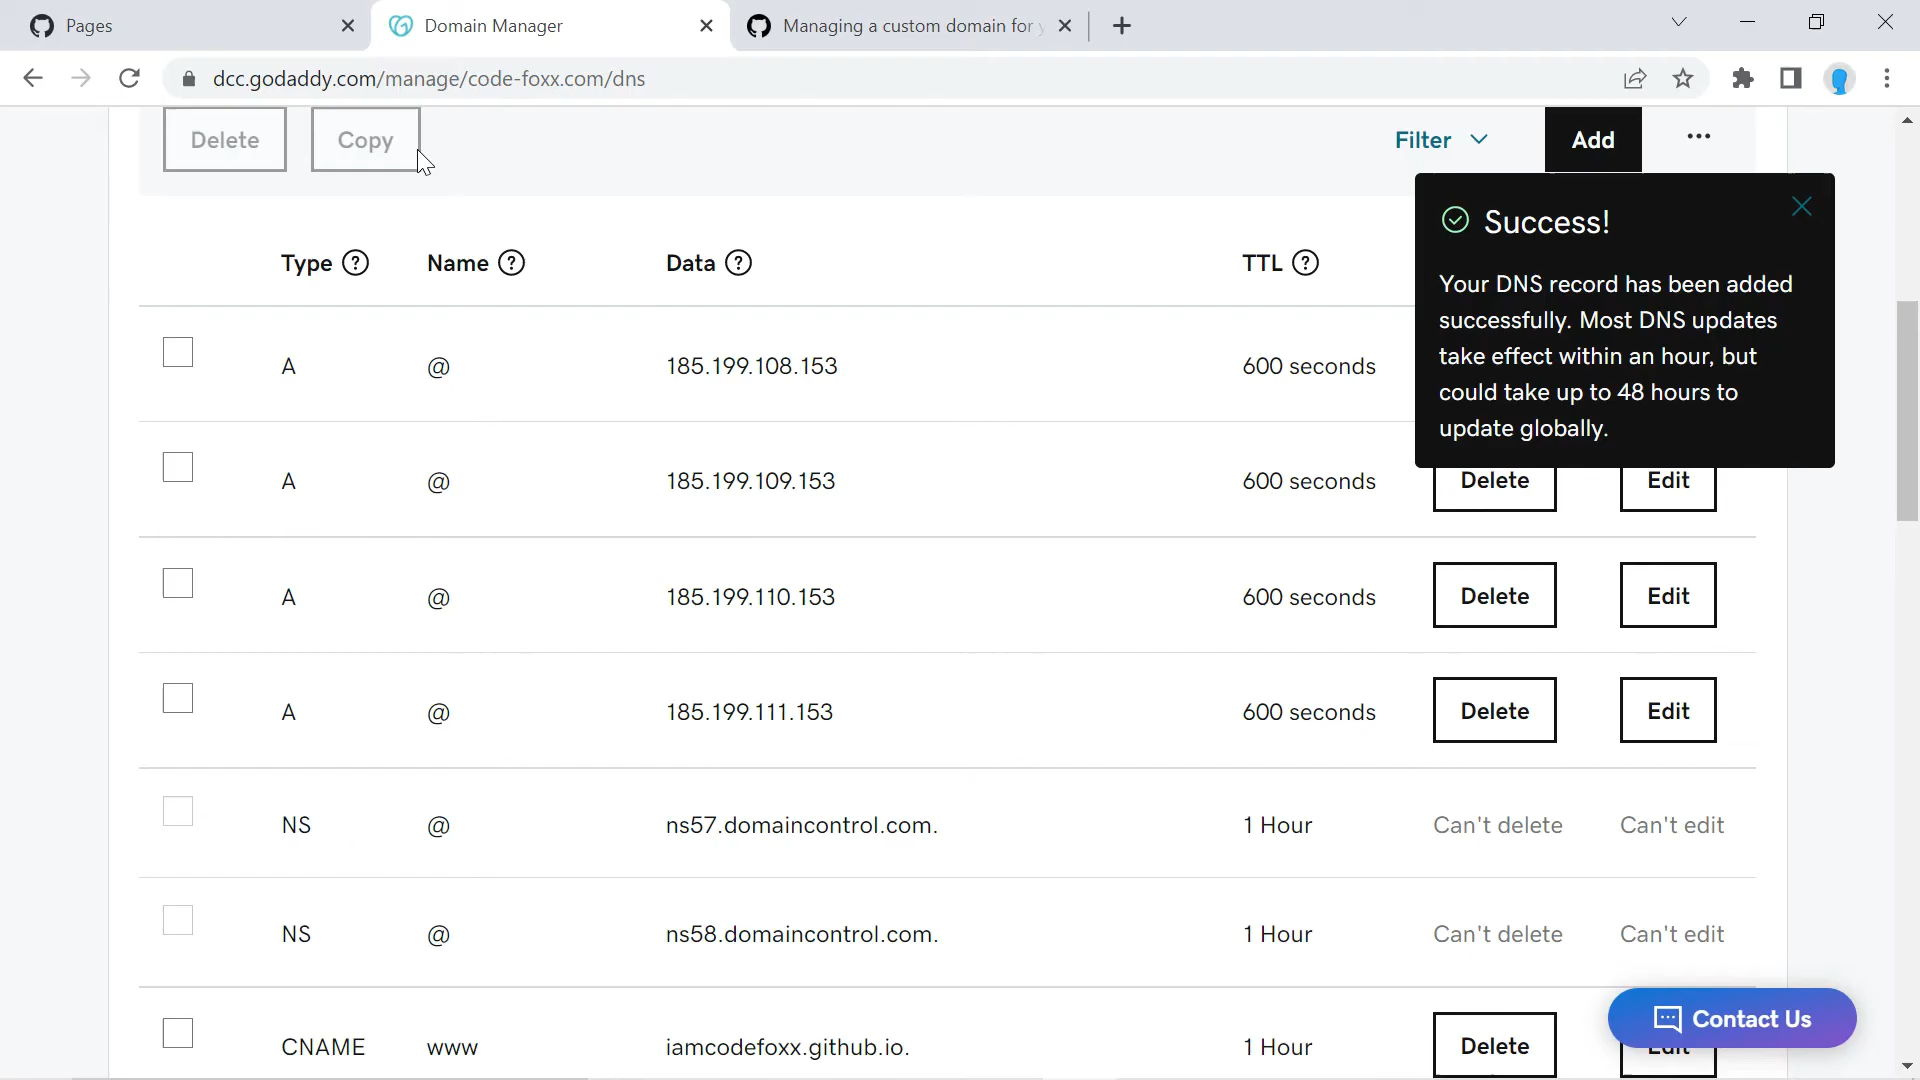 Pages
Domain Manager
Managing a custom domain for
dcc.godaddy.com/manage/code-foxx.com/dns
Delete Copy Filter Add
Success!
Your DNS record has been added
successfully. Most DNS updates
take effect within an hour, but
could take up to 48 hours to
update globally.
Type ? Name ? Data ? TTL ?
A @ 185.199.108.153 600 seconds
A @ 185.199.109.153 600 seconds Delete Edit
A @ 185.199.110.153 600 seconds Delete Edit
A @ 185.199.111.153 600 seconds Delete Edit
NS @ ns57.domaincontrol.com. 1 Hour Can't delete Can't edit
NS @ ns58.domaincontrol.com. 1 Hour Can't delete Can't edit
Contact Us
CNAME www iamcodefoxx.github.io. 1 Hour Delete Edit